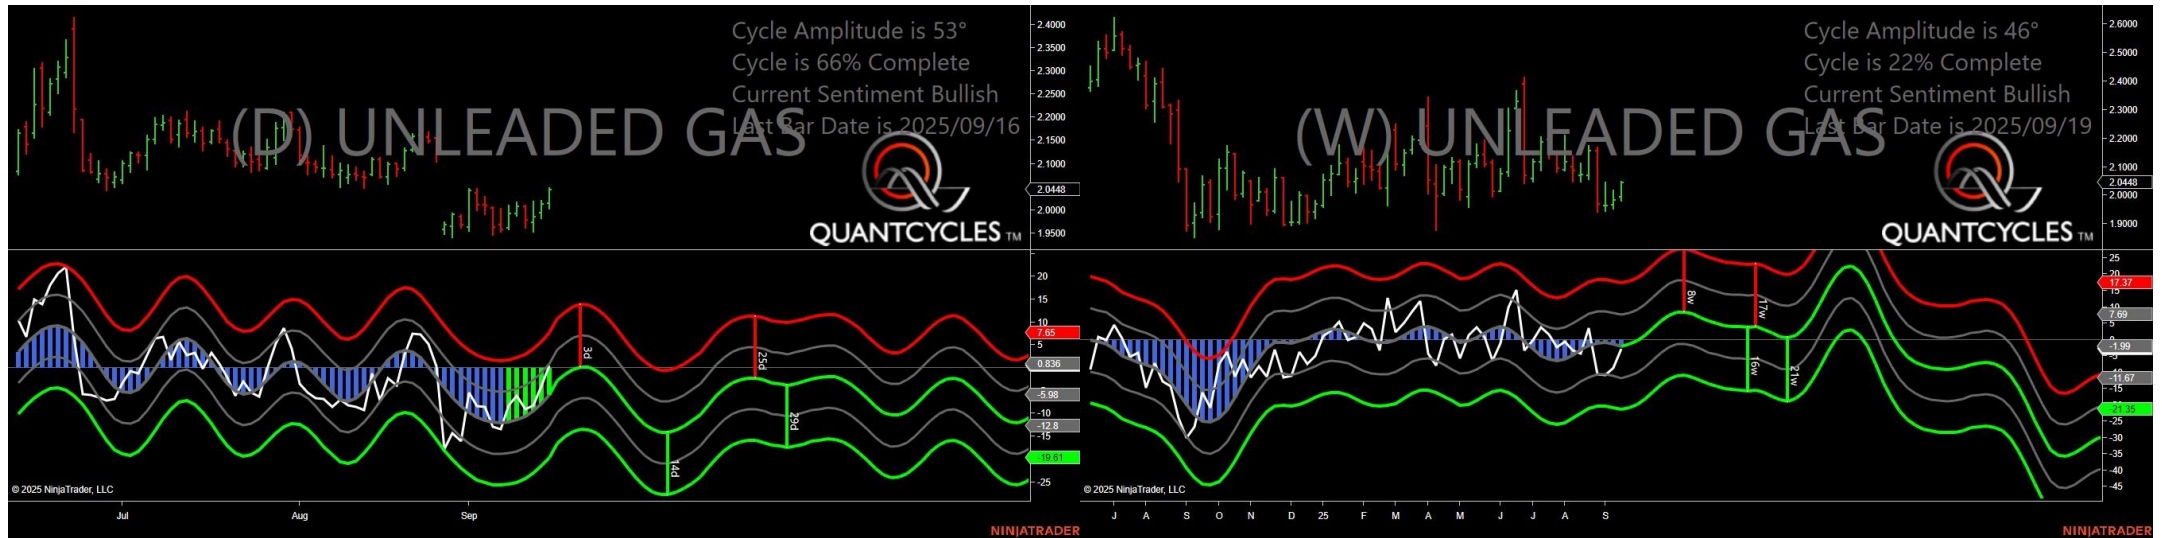 Cycle Amplitude is 53°
Cycle is 66% Complete
Current Sentiment Bullish
Last Bar Date is 2025/09/16
(D) UNLEADED GAS
QUANTCYCLES TM
2.4000
2.3500
2.3000
2.2500
2.2000
2.1500
2.1000
2.0448
2.0000
1.9500
20
15
10
7.65
5
0.836
-5.98
-10
-12.8
-15
-19.61
-25
3d
25d
14d
29d
© 2025 NinjaTrader, LLC
Jul Aug Sep
NINJATRADER
Cycle Amplitude is 46°
Cycle is 22% Complete
Current Sentiment Bullish
Last Bar Date is 2025/09/19
(W) UNLEADED GAS
QUANTCYCLES TM
2.6000
2.5000
2.4000
2.3000
2.2000
2.1000
2.0448
2.0000
1.9000
25
20
17.37
15
10
7.69
5
-1.99
-5
-11.67
-15
-21.35
-25
-30
-35
-40
-45
8w
17w
16w
21w
© 2025 NinjaTrader, LLC
J A S O N D 25 F M A M J J A S
NINJATRADER